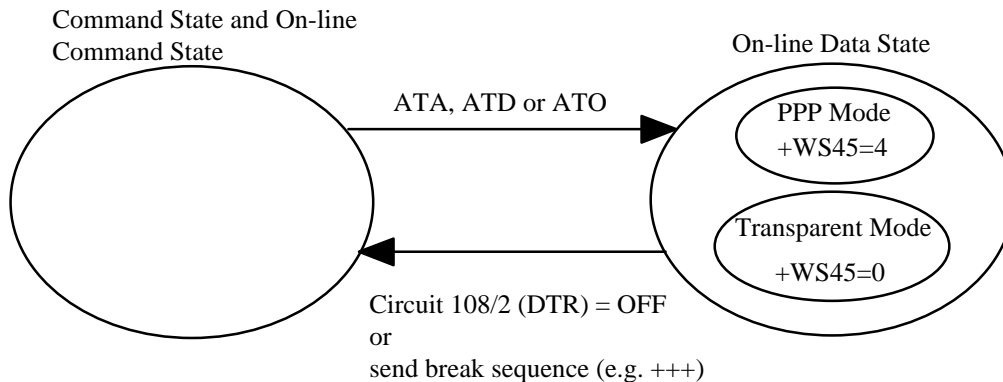 Command State and On-line
Command State
On-line Data State
ATA, ATD or ATO
PPP Mode
+WS45=4
Transparent Mode
+WS45=0
Circuit 108/2 (DTR) = OFF
or
send break sequence (e.g. +++)